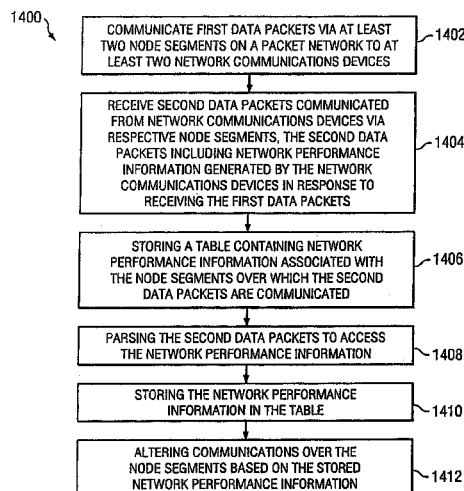 1400
COMMUNICATE FIRST DATA PACKETS VIA AT LEAST
TWO NODE SEGMENTS ON A PACKET NETWORK TO AT
LEAST TWO NETWORK COMMUNICATIONS DEVICES
1402
RECEIVE SECOND DATA PACKETS COMMUNICATED
FROM NETWORK COMMUNICATIONS DEVICES VIA
RESPECTIVE NODE SEGMENTS, THE SECOND DATA
PACKETS INCLUDING NETWORK PERFORMANCE
INFORMATION GENERATED BY THE NETWORK
COMMUNICATIONS DEVICES IN RESPONSE TO
RECEIVING THE FIRST DATA PACKETS
1404
STORING A TABLE CONTAINING NETWORK
PERFORMANCE INFORMATION ASSOCIATED WITH
THE NODE SEGMENTS OVER WHICH THE SECOND
DATA PACKETS ARE COMMUNICATED
1406
PARSING THE SECOND DATA PACKETS TO ACCESS
THE NETWORK PERFORMANCE INFORMATION
1408
STORING THE NETWORK PERFORMANCE
INFORMATION IN THE TABLE
1410
ALTERING COMMUNICATIONS OVER THE
NODE SEGMENTS BASED ON THE STORED
NETWORK PERFORMANCE INFORMATION
1412